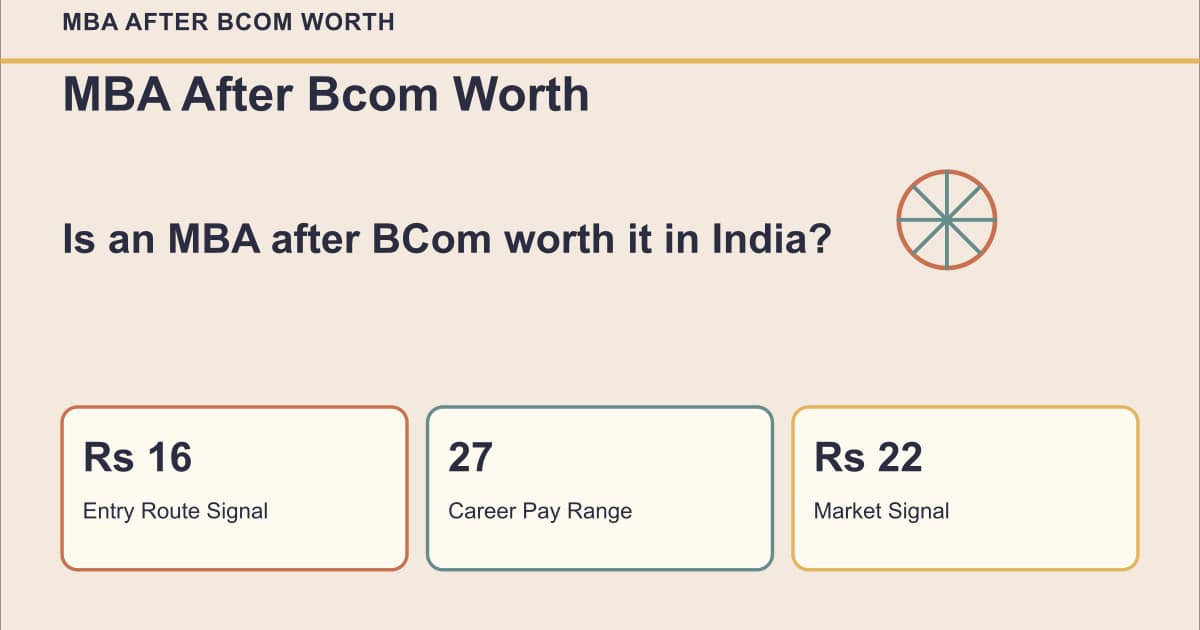 MBA AFTER BCOM WORTH
MBA After Bcom Worth
Is an MBA after BCom worth it in India?
Rs 16
Entry Route Signal
27
Career Pay Range
Rs 22
Market Signal